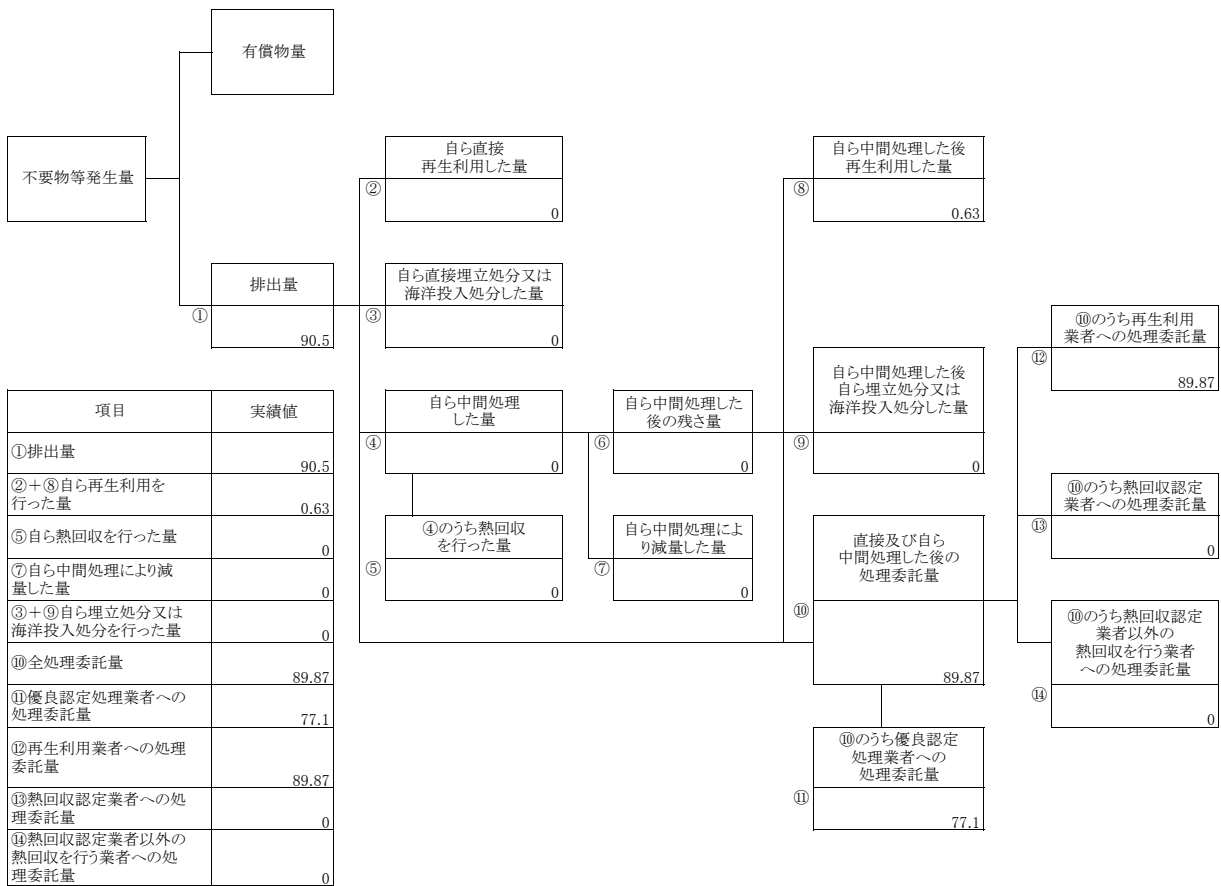 有償物量
不要物等発生量
自ら直接
再生利用した量
②
0
自ら中間処理した後
再生利用した量
⑧
0.63
排出量
①
90.5
自ら直接埋立処分又は
海洋投入処分した量
③
0
⑩のうち再生利用
業者への処理委託量
⑫
89.87
自ら中間処理
した量
④
0
自ら中間処理した
後の残さ量
⑥
0
自ら中間処理した後
自ら埋立処分又は
海洋投入処分した量
⑨
0
⑩のうち熱回収認定
業者への処理委託量
⑬
0
④のうち熱回収
を行った量
⑤
0
自ら中間処理によ
り減量した量
⑦
0
直接及び自ら
中間処理した後の
処理委託量
⑩
89.87
⑩のうち熱回収認定
業者以外の
熱回収を行う業者
への処理委託量
⑭
0
⑩のうち優良認定
処理業者への
処理委託量
⑪
77.1
項目 実績値
①排出量
90.5
②＋⑧自ら再生利用を
行った量
0.63
⑤自ら熱回収を行った量
0
⑦自ら中間処理により減
量した量
0
③＋⑨自ら埋立処分又は
海洋投入処分を行った量
0
⑩全処理委託量
89.87
⑪優良認定処理業者への
処理委託量
77.1
⑫再生利用業者への処理
委託量
89.87
⑬熱回収認定業者への処
理委託量
0
⑭熱回収認定業者以外の
熱回収を行う業者への処
理委託量
0